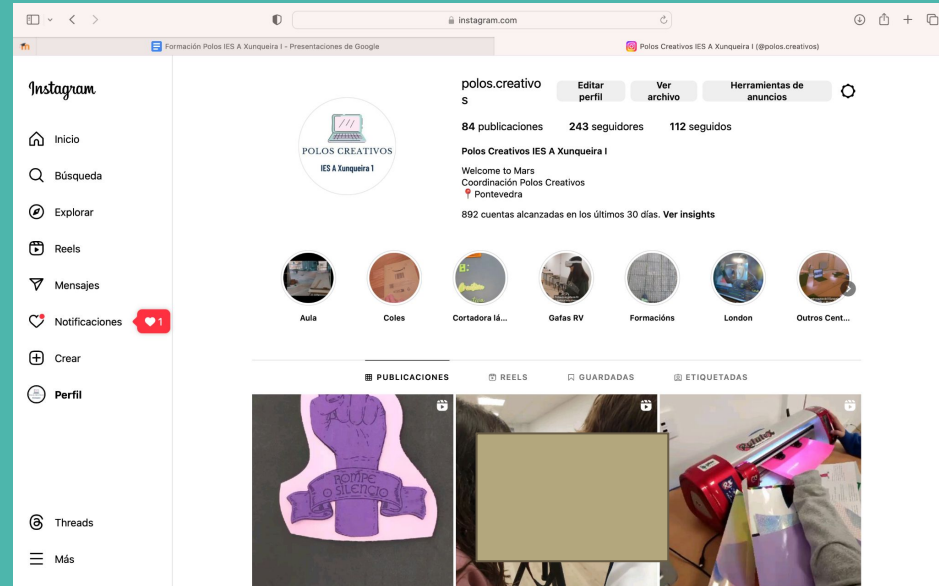 instagram.com
Formación Polos IES A Xunqueira I - Presentaciones de Google
Polos Creativos IES A Xunqueira I (@polos.creativos)
Instagram
Inicio
Búsqueda
Explorar
Reels
Mensajes
Notificaciones
1
Crear
Perfil
Threads
Más
POLOS CREATIVOS
IES A Xunqueira 1
polos.creativo
s
Editar
perfil
Ver
archivo
Herramientas de
anuncios
84 publicaciones 243 seguidores 112 seguidos
Polos Creativos IES A Xunqueira I
Welcome to Mars
Coordinación Polos Creativos
📍 Pontevedra
892 cuentas alcanzadas en los últimos 30 días. Ver insights
Aula
Coles
Cortadora lá...
Gafas RV
Formacións
London
Outros Cent...
PUBLICACIONES
REELS
GUARDADAS
ETIQUETADAS
ROMPE
O SILENCIO